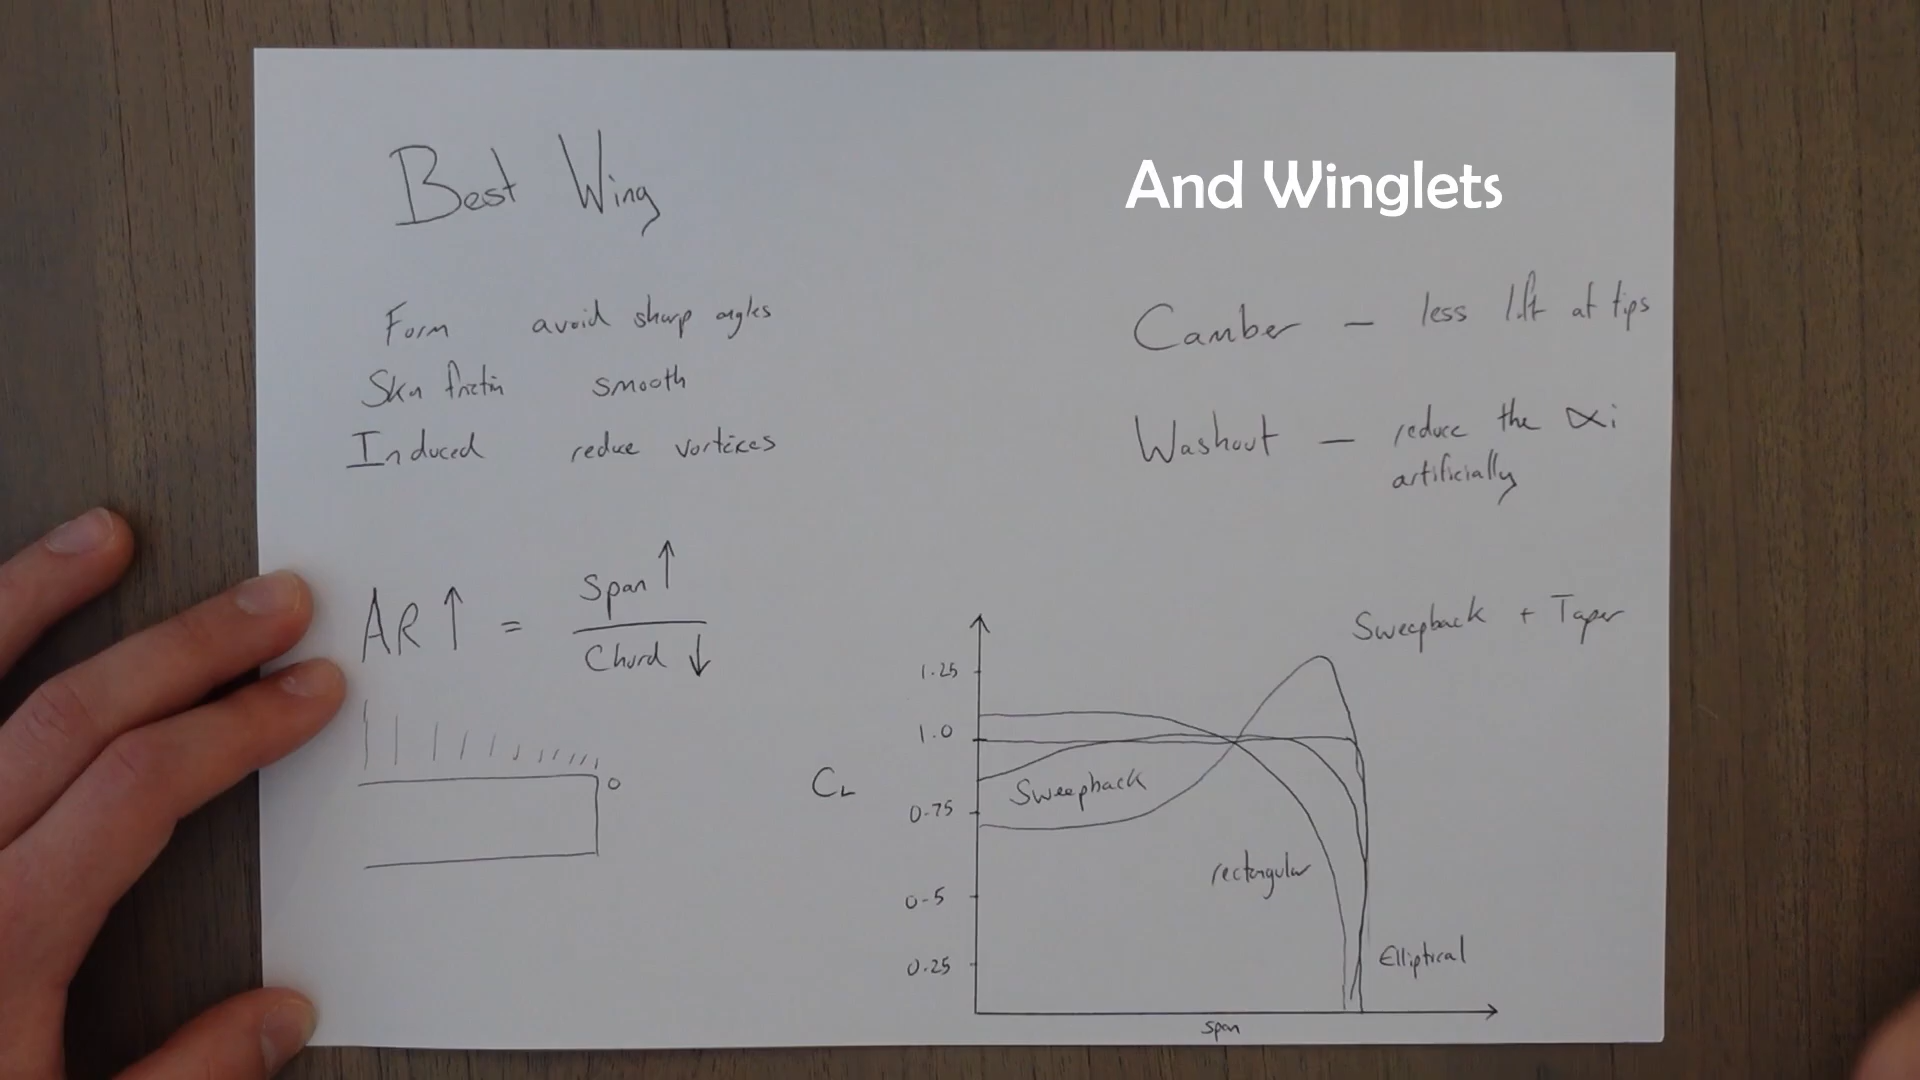 Best Wing
And Winglets
Form avoid sharp angles
Skin frictin smooth
Induced reduce vortices
Camber - less lift at tips
Washout - reduce the αi
artificially
AR↑ = Span↑
Chord ↓
0
Sweepback + Taper
1.25
1.0
CL
Sweepback
0.75
rectangular
0.5
0.25
Elliptical
span